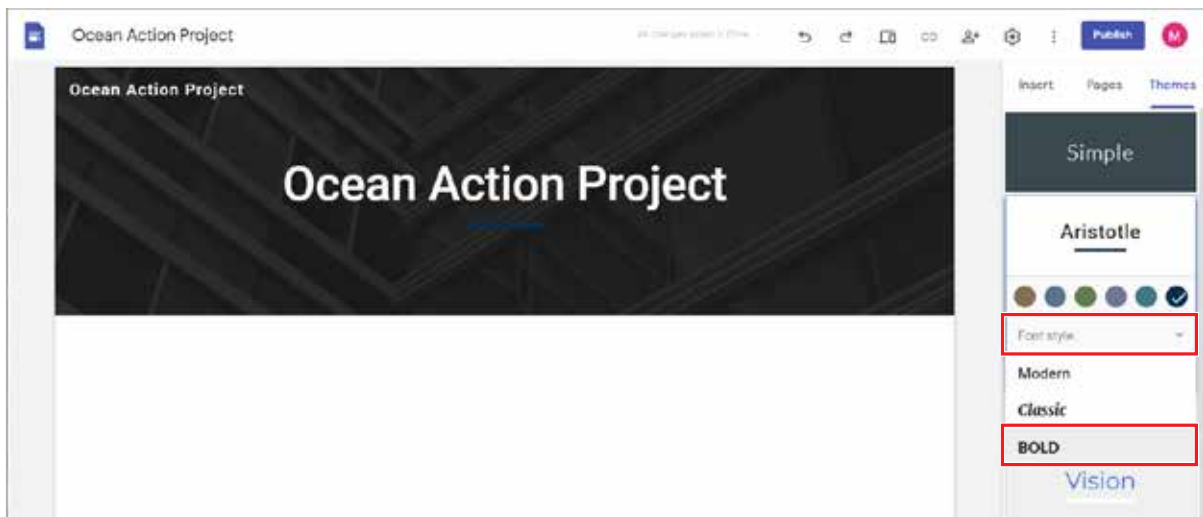 Ocean Action Project
Publish
M
Ocean Action Project
Insert Pages Themes
Ocean Action Project
Simple
Aristotle
Font style
Modern
Classic
BOLD
Vision